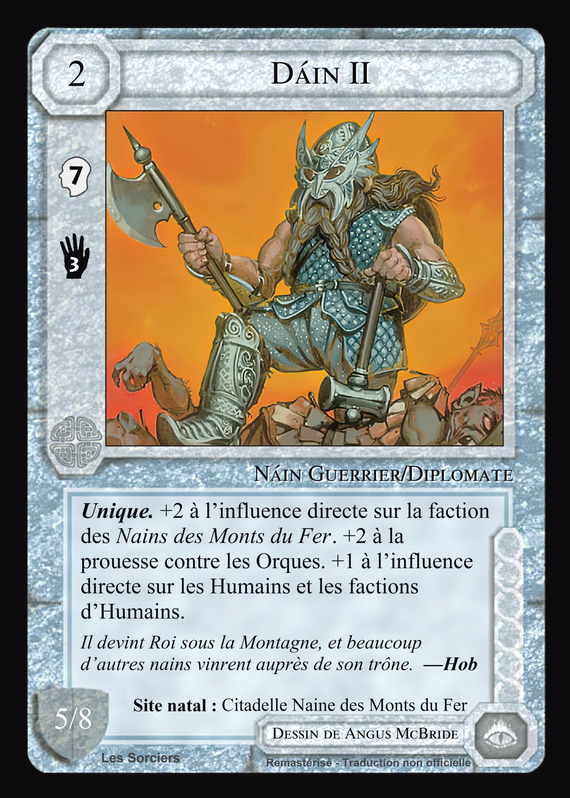 2
DÁIN II
7
3
NÁIN GUERRIER/DIPLOMATE
Unique. +2 à l'influence directe sur la faction
des Nains des Monts du Fer. +2 à la
prouesse contre les Orques. +1 à l'influence
directe sur les Humains et les factions
d'Humains.
Il devint Roi sous la Montagne, et beaucoup
d'autres nains vinrent auprès de son trône. —Hob
Site natal : Citadelle Naine des Monts du Fer
5/8
DESSIN DE ANGUS MCBRIDE
Les Sorciers
Remastérisé - Traduction non officielle